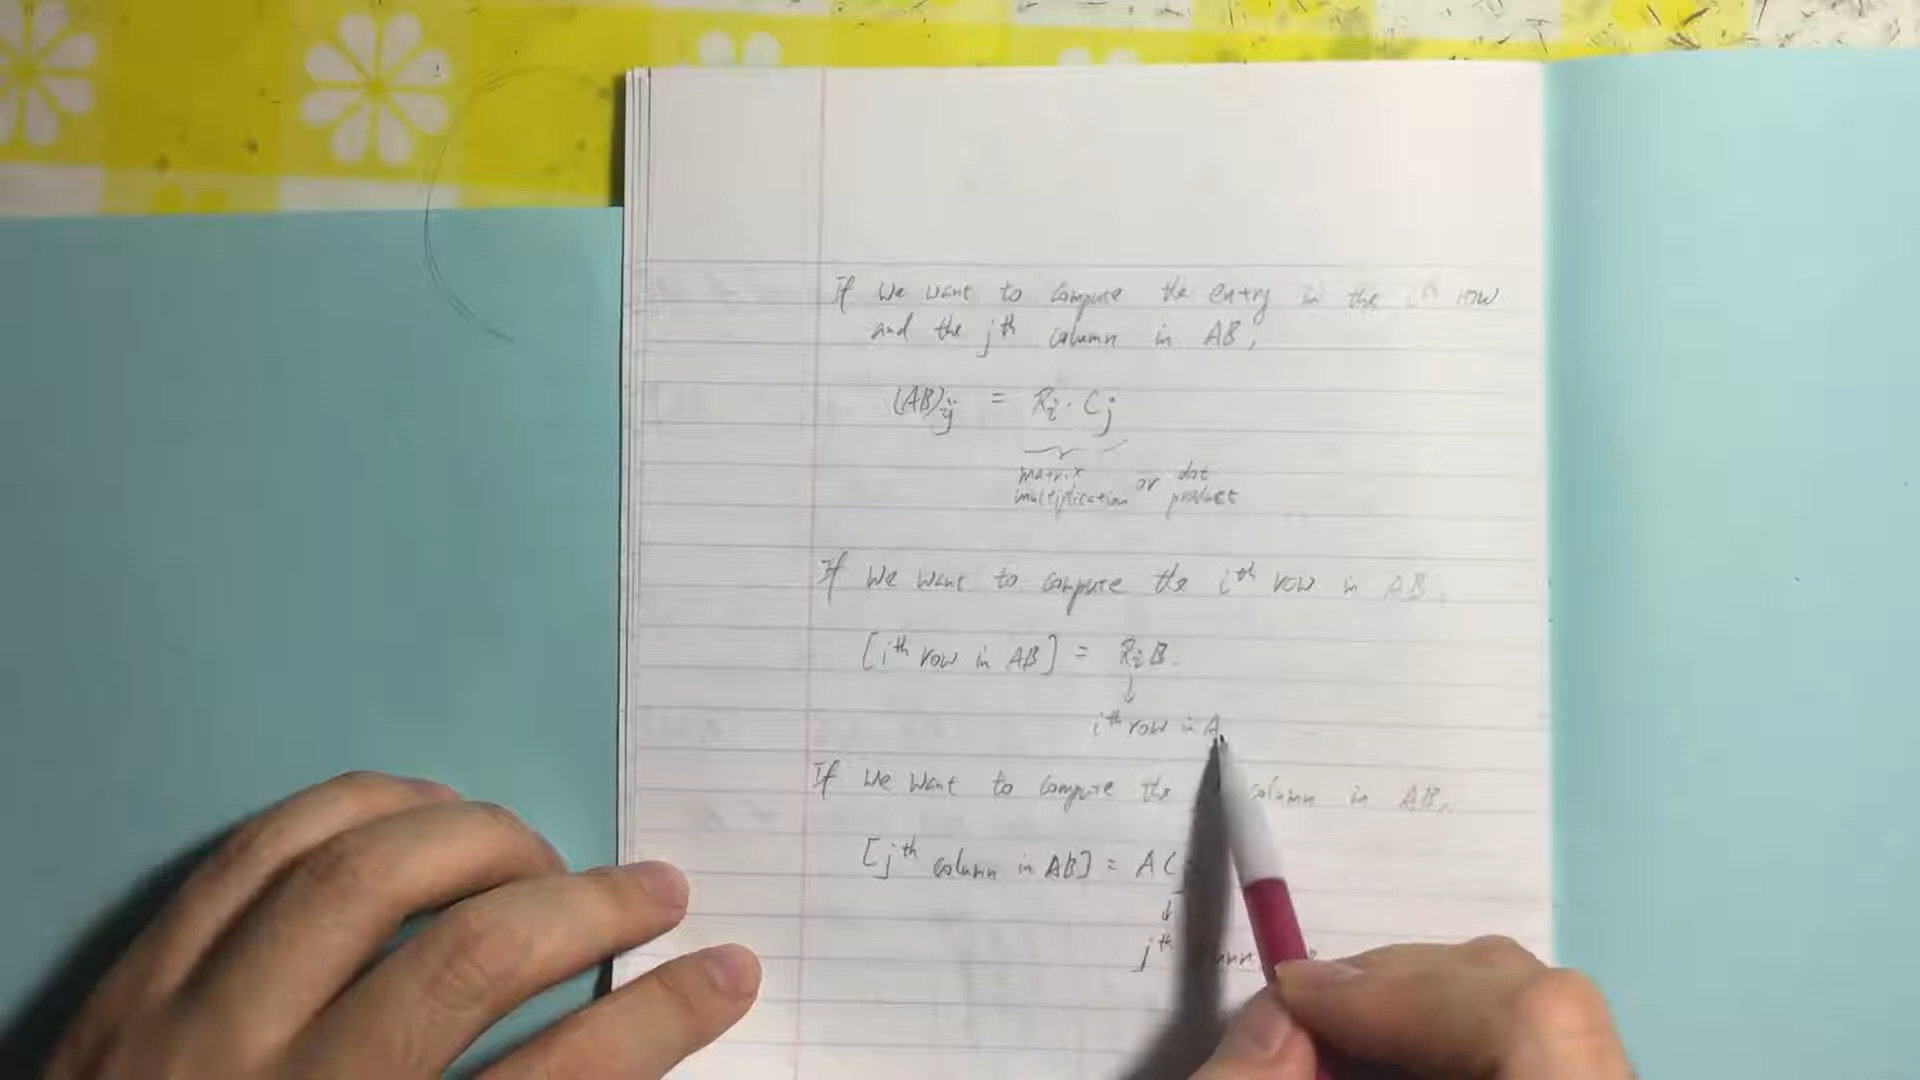 If we want to compute the entry in the ith row
and the jth column in AB,
(AB)ij = Ri · Cj
matrix multiplication or dot product
If we want to compute the ith row in AB,
[ith row in AB] = RiB.
↓
ith row in A
If we want to compute the column in AB,
[jth column in AB] = AC
↓
jth